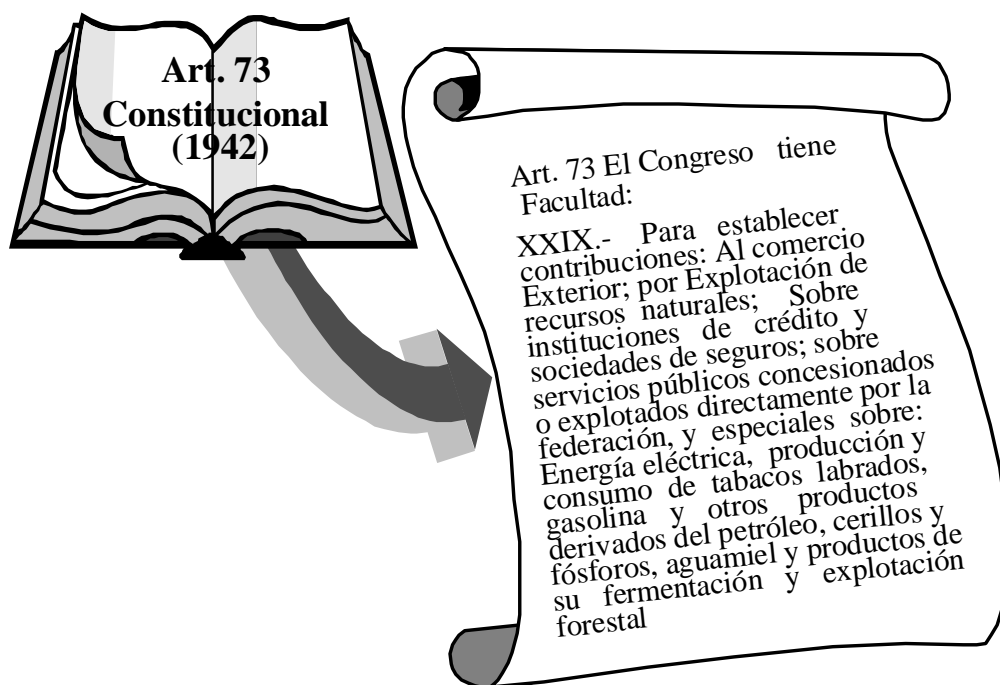 Art. 73
Constitucional
(1942)
Art. 73 El Congreso tiene
Facultad:
XXIX.- Para establecer
contribuciones: Al comercio
Exterior; por Explotación de
recursos naturales; Sobre
instituciones de crédito y
sociedades de seguros; sobre
servicios públicos concesionados
o explotados directamente por la
federación, y especiales sobre:
Energía eléctrica, producción y
consumo de tabacos labrados,
gasolina y otros productos
derivados del petróleo, cerillos y
fósforos, aguamiel y productos de
su fermentación y explotación
forestal